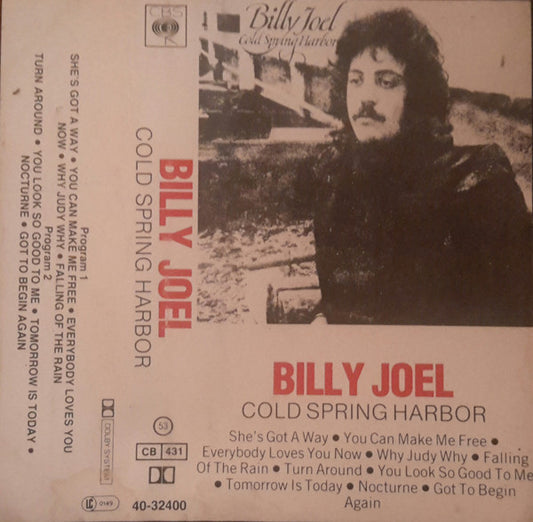 Program 1
SHE'S GOT A WAY • YOU CAN MAKE ME FREE • EVERYBODY LOVES YOU
NOW • WHY JUDY WHY • FALLING OF THE RAIN
Program 2
TURN AROUND • YOU LOOK SO GOOD TO ME • TOMORROW IS TODAY •
NOCTURNE • GOT TO BEGIN AGAIN
DOLBY SYSTEM
LC 0149
CBS
BILLY JOEL
COLD SPRING HARBOR
53
CB 431
40-32400
Billy Joel
Cold Spring Harbor
BILLY JOEL
COLD SPRING HARBOR
She's Got A Way • You Can Make Me Free •
Everybody Loves You Now • Why Judy Why • Falling
Of The Rain • Turn Around • You Look So Good To Me
• Tomorrow Is Today • Nocturne • Got To Begin
Again